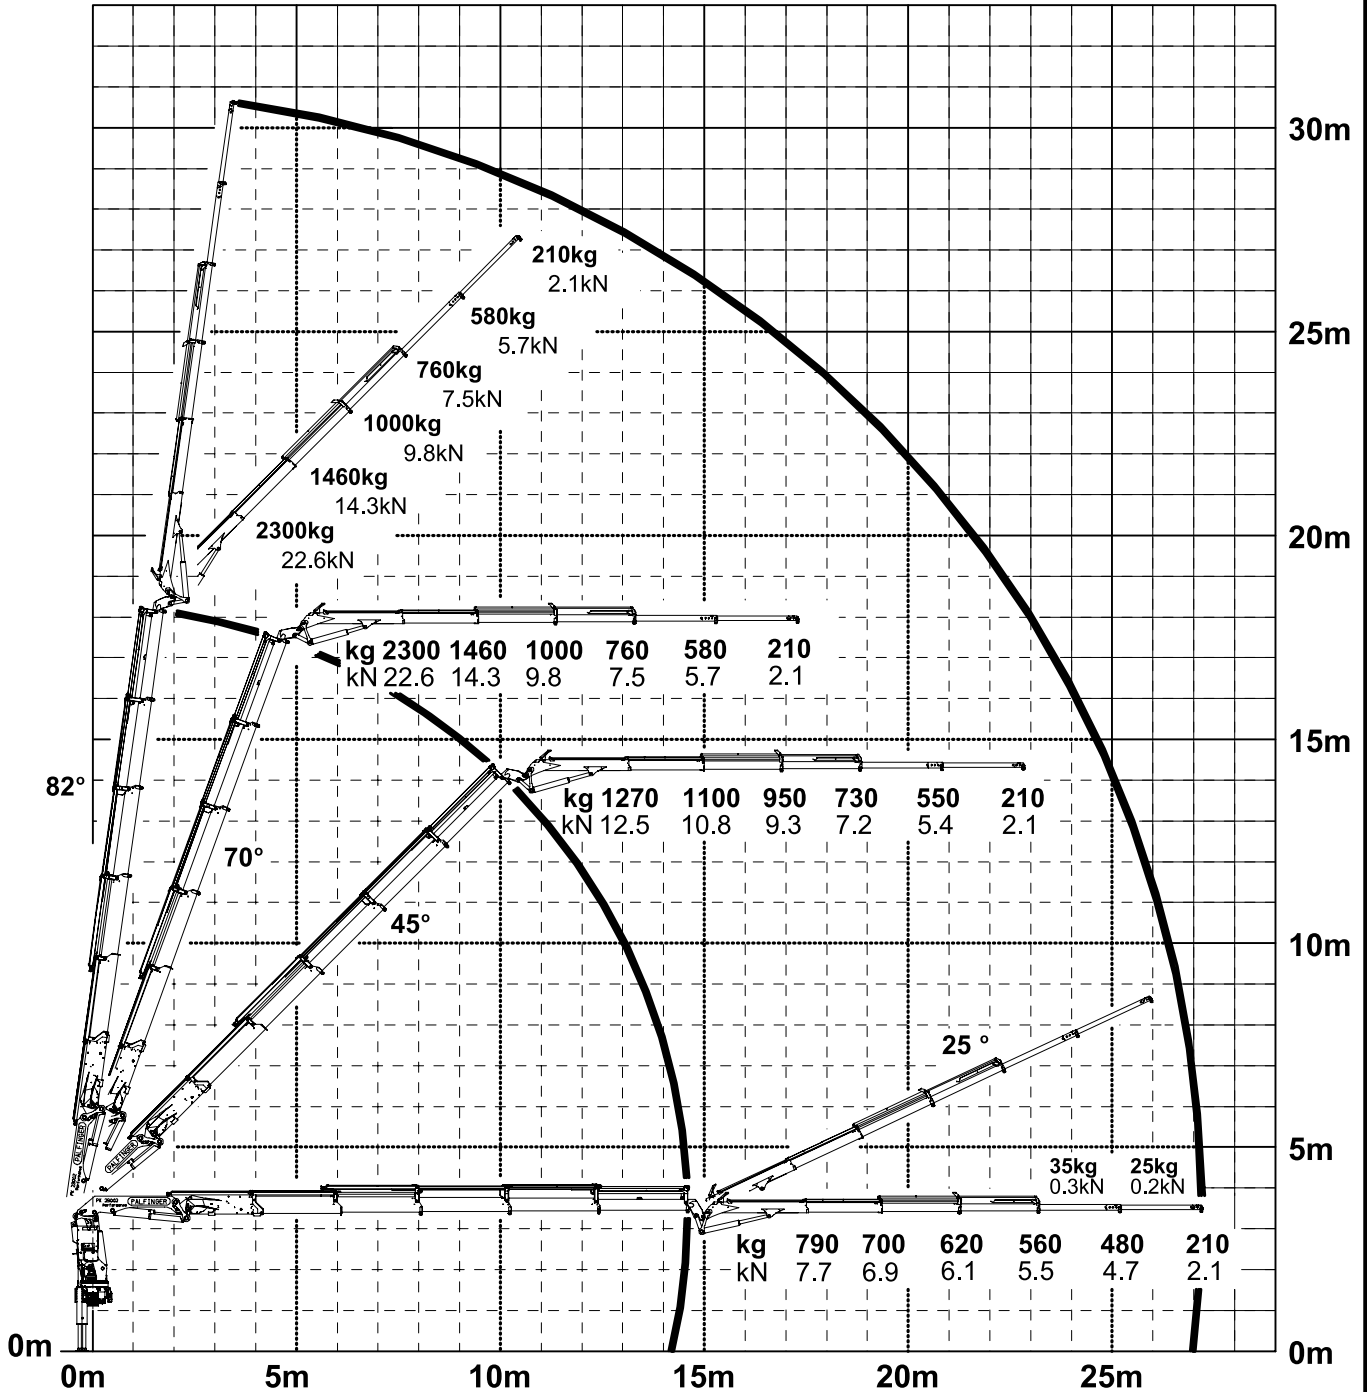 30m
210kg
2.1kN
580kg
5.7kN
25m
760kg
7.5kN
1000kg
9.8kN
1460kg
14.3kN
2300kg
22.6kN
20m
kg 2300 1460 1000 760 580 210
kN 22.6 14.3 9.8 7.5 5.7 2.1
15m
82°
kg 1270 1100 950 730 550 210
kN 12.5 10.8 9.3 7.2 5.4 2.1
70°
45°
10m
25 °
PALFINGER
PALFINGER
5m
35kg 25kg
0.3kN 0.2kN
PALFINGER
kg 790 700 620 560 480 210
kN 7.7 6.9 6.1 5.5 4.7 2.1
0m 0m
0m 5m 10m 15m 20m 25m